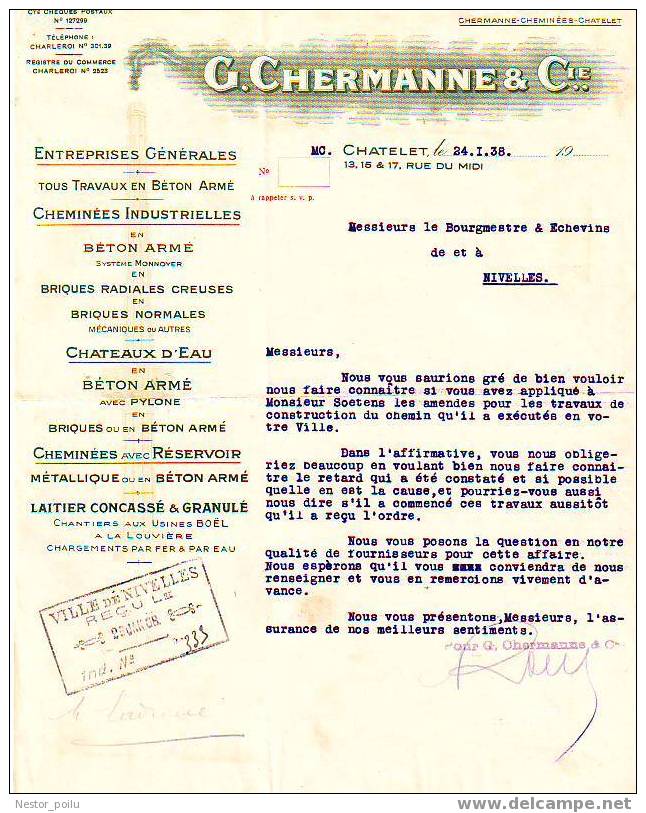 Cte Chèques Postaux
No 127299
Téléphone :
Charleroi No 301.39
Registre du Commerce
Charleroi No 2523
Chermanne-Cheminées-Chatelet
G. Chermanne & Cie
MC. Chatelet, le 24.I.38. 19
13, 15 & 17, Rue du Midi
No
à rappeler s. v. p.
Entreprises Générales
Tous Travaux en Béton Armé
Cheminées Industrielles
en
Béton Armé
Système Monnoyer
en
Briques Radiales Creuses
en
Briques Normales
Mécaniques ou Autres
Chateaux d'Eau
en
Béton Armé
avec Pylone
en
Briques ou en Béton Armé
Cheminées avec Réservoir
Métallique ou en Béton Armé
Laitier Concassé & Granulé
Chantiers aux Usines Boël
a La Louvière
Chargements par Fer & par Eau
Messieurs le Bourgmestre & Echevins
de et à
NIVELLES.
Messieurs,
Nous vous saurions gré de bien vouloir
nous faire connaître si vous avez appliqué à
Monsieur Soetens les amendes pour les travaux de
construction du chemin qu'il a exécutés en vo-
tre Ville.
Dans l'affirmative, vous nous oblige-
riez beaucoup en voulant bien nous faire connai-
tre le retard qui a été constaté et si possible
quelle en est la cause,et pourriez-vous aussi
nous dire s'il a commencé ces travaux aussitôt
qu'il a reçu l'ordre.
Nous vous posons la question en notre
qualité de fournisseurs pour cette affaire.
Nous espérons qu'il vous conviendra de nous
renseigner et vous en remercions vivement d'a-
vance.
Nous vous présentons,Messieurs, l'as-
surance de nos meilleurs sentiments.
Pour G. Chermanne & Cie
VILLE DE NIVELLES
REÇU LE
Ind. No 333
Nestor_poilu
delcampe.net